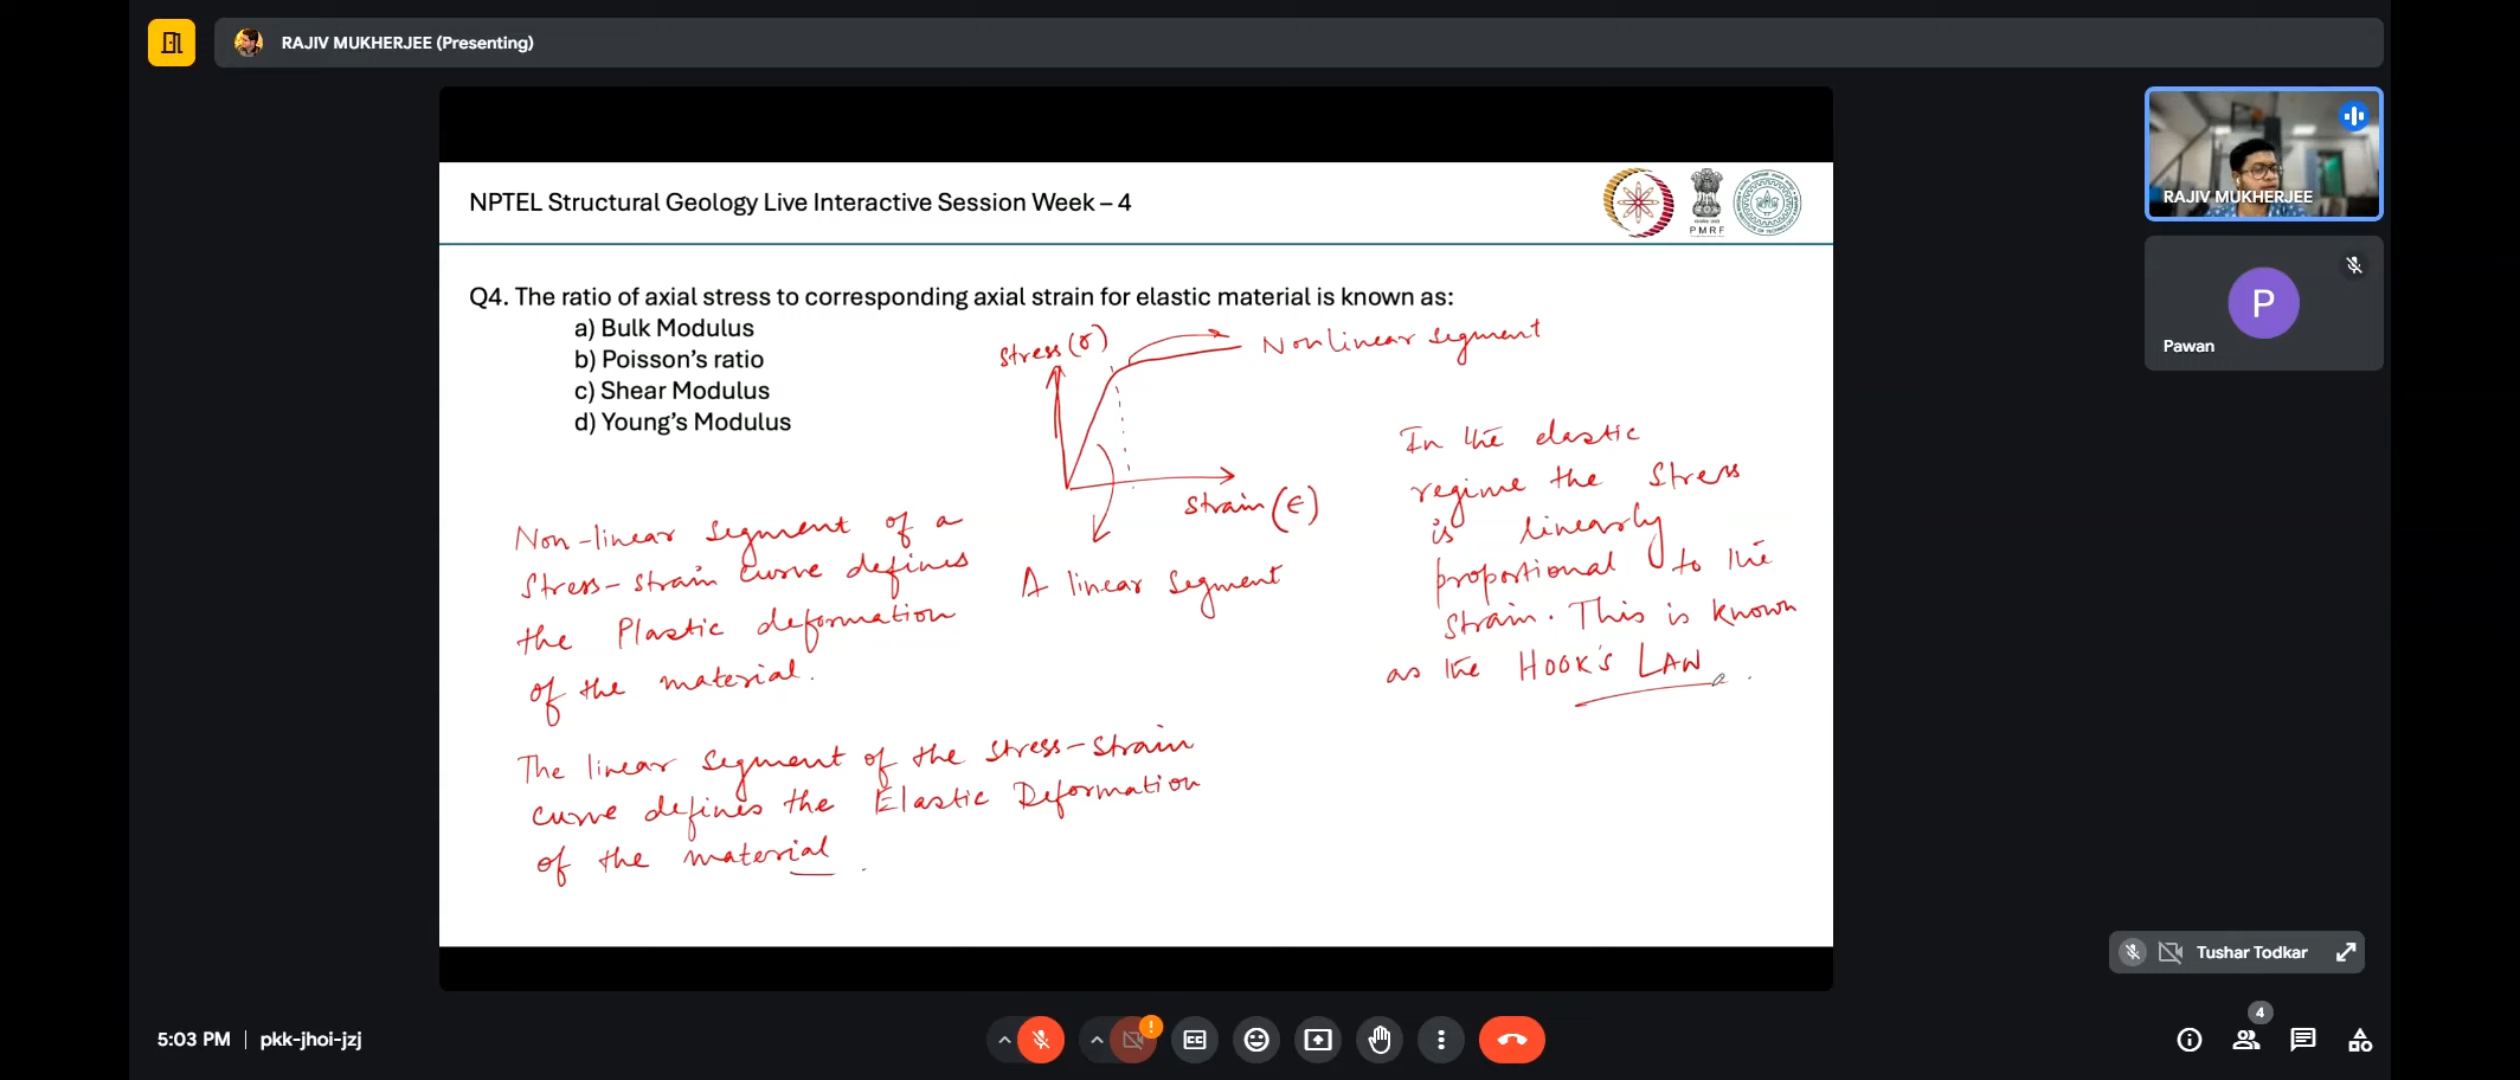 RAJIV MUKHERJEE (Presenting)
NPTEL Structural Geology Live Interactive Session Week – 4
PMRF
Q4. The ratio of axial stress to corresponding axial strain for elastic material is known as:
a) Bulk Modulus
b) Poisson's ratio
c) Shear Modulus
d) Young's Modulus
Stress (σ)
Nonlinear segment
Strain (ϵ)
A linear segment
In the elastic
regime the stress
is linearly
proportional to the
strain. This is known
as the HOOK'S LAW
Non-linear segment of a
stress-strain curve defines
the Plastic deformation
of the material.
The linear segment of the stress-strain
curve defines the Elastic Deformation
of the material.
RAJIV MUKHERJEE
P
Pawan
Tushar Todkar
5:03 PM | pkk-jhoi-jzj
!
CC
4